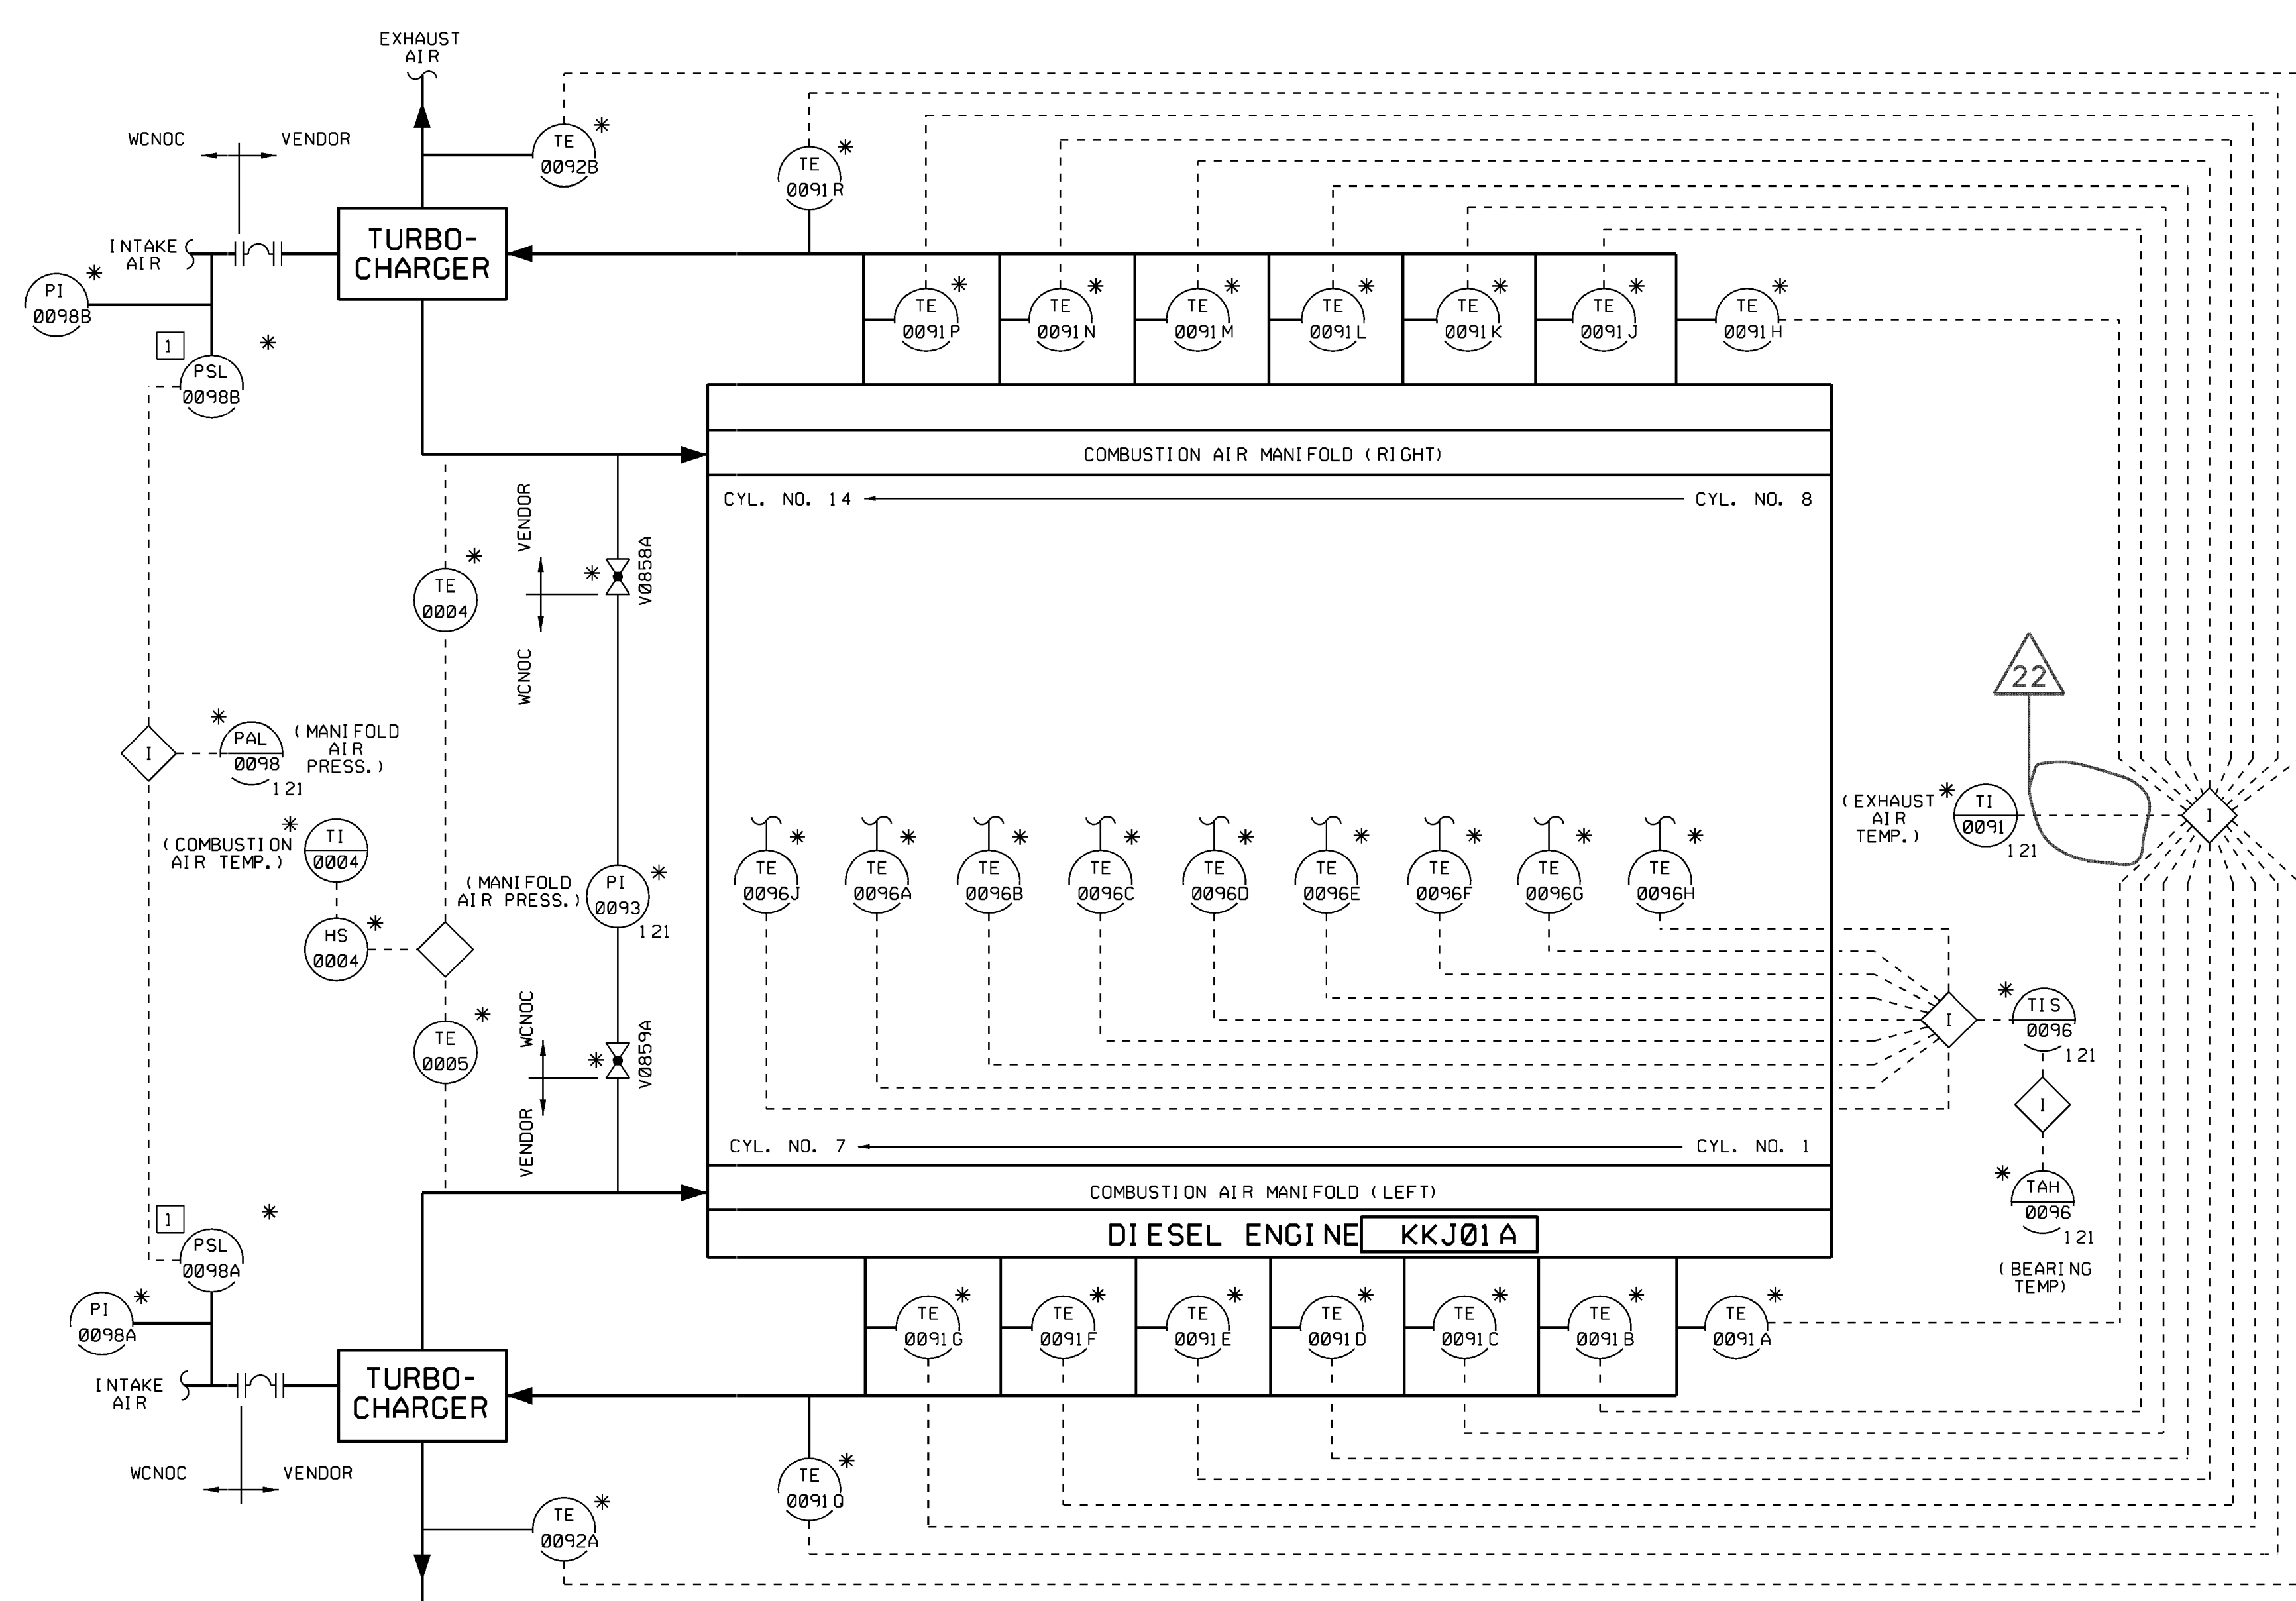 EXHAUST
AIR
WCNOC
VENDOR
TE
0092B
TE
0091R
INTAKE
AIR
TURBO-
CHARGER
PI
0098B
1
PSL
0098B
TE
0091P
TE
0091N
TE
0091M
TE
0091L
TE
0091K
TE
0091J
TE
0091H
COMBUSTION AIR MANIFOLD (RIGHT)
CYL. NO. 14
CYL. NO. 8
VENDOR
WCNOC
V0858A
TE
0004
22
I
PAL
0098
121
(MANIFOLD
AIR
PRESS.)
(COMBUSTION
AIR TEMP.)
TI
0004
HS
0004
(MANIFOLD
AIR PRESS.)
PI
0093
121
TE
0096J
TE
0096A
TE
0096B
TE
0096C
TE
0096D
TE
0096E
TE
0096F
TE
0096G
TE
0096H
(EXHAUST
AIR
TEMP.)
TI
0091
121
I
TE
0005
WCNOC
VENDOR
V0859A
I
TIS
0096
121
I
TAH
0096
121
(BEARING
TEMP)
CYL. NO. 7
CYL. NO. 1
COMBUSTION AIR MANIFOLD (LEFT)
DIESEL ENGINE KKJ01A
1
PSL
0098A
PI
0098A
INTAKE
AIR
TURBO-
CHARGER
TE
0091G
TE
0091F
TE
0091E
TE
0091D
TE
0091C
TE
0091B
TE
0091A
WCNOC
VENDOR
TE
0091Q
TE
0092A